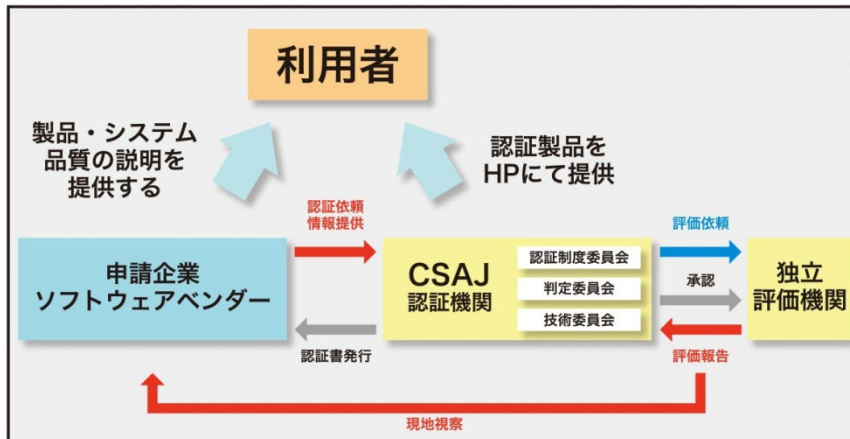 利用者
製品・システム
品質の説明を
提供する
認証製品を
HPにて提供
認証依頼
情報提供
評価依頼
申請企業
ソフトウェアベンダー
CSAJ
認証機関
認証制度委員会
判定委員会
技術委員会
承認
独立
評価機関
認証書発行
評価報告
現地視察